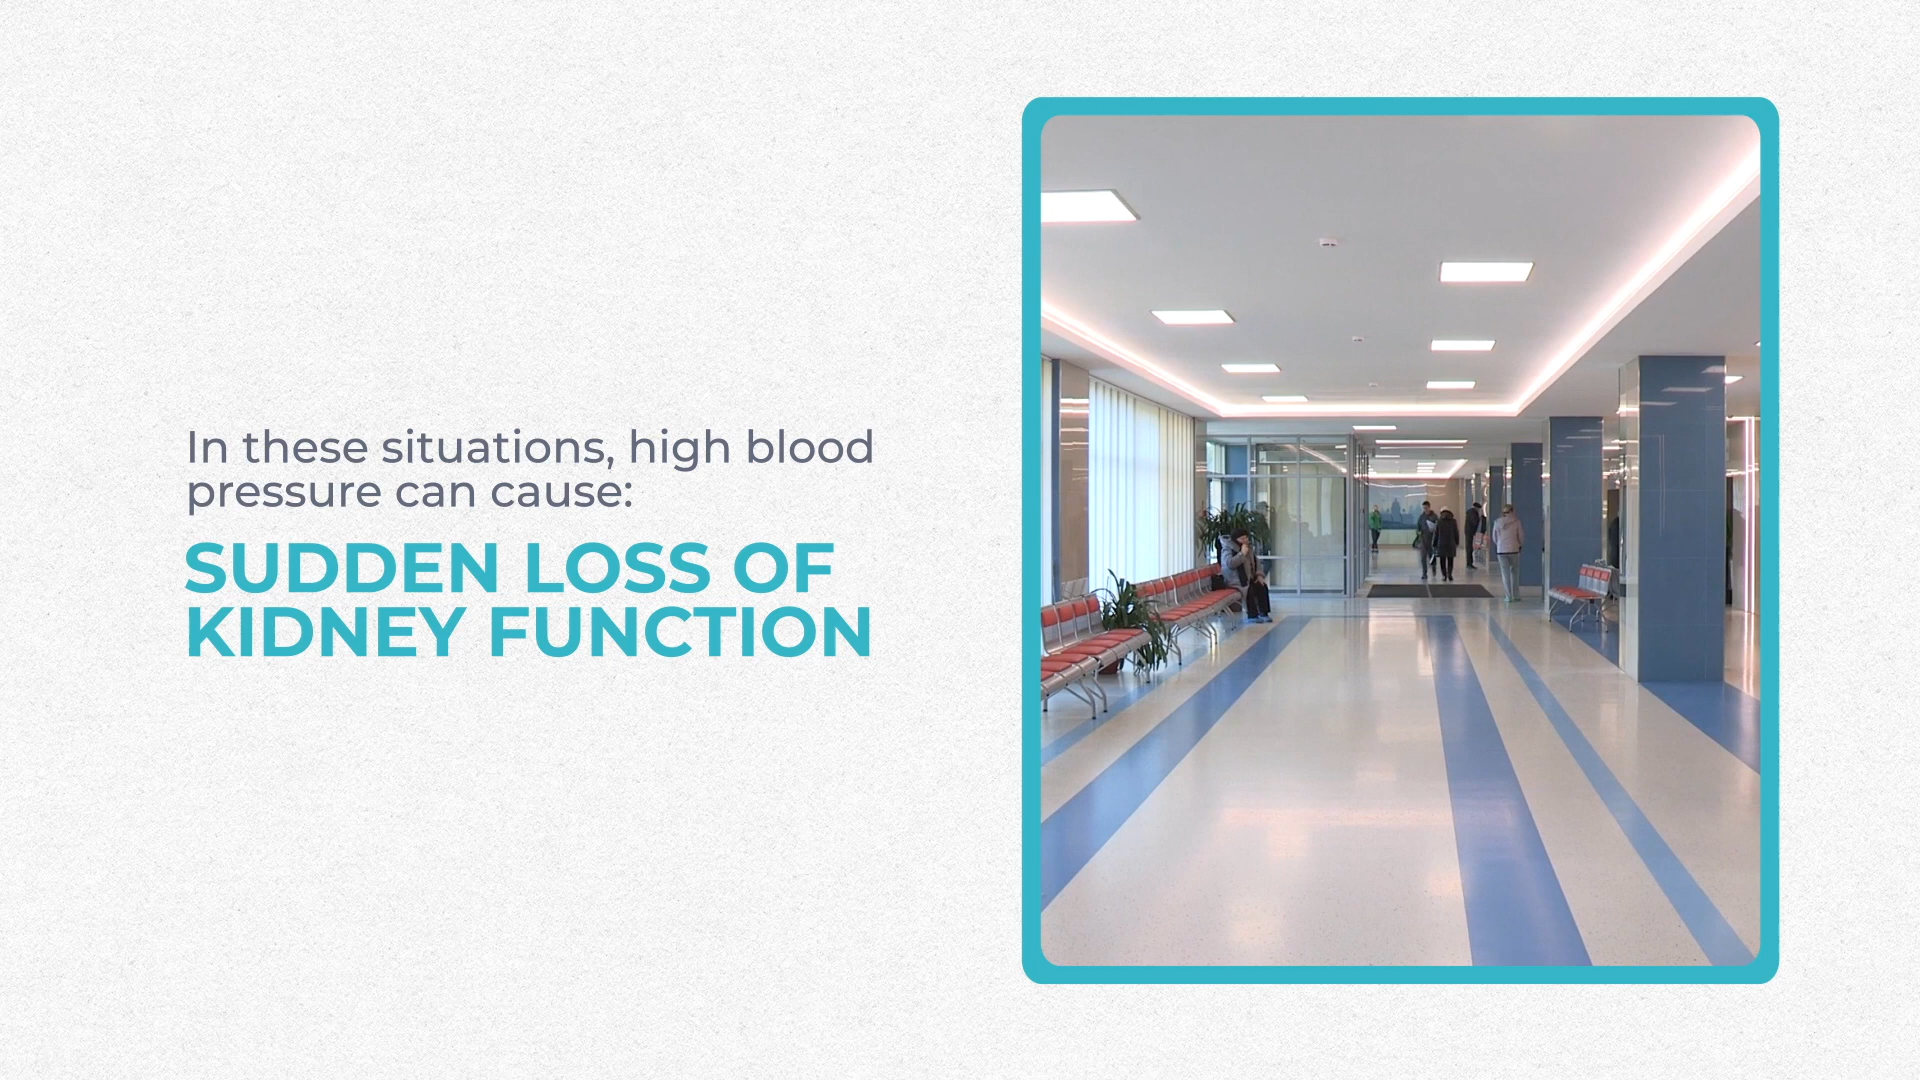 In these situations, high blood
pressure can cause:
SUDDEN LOSS OF
KIDNEY FUNCTION